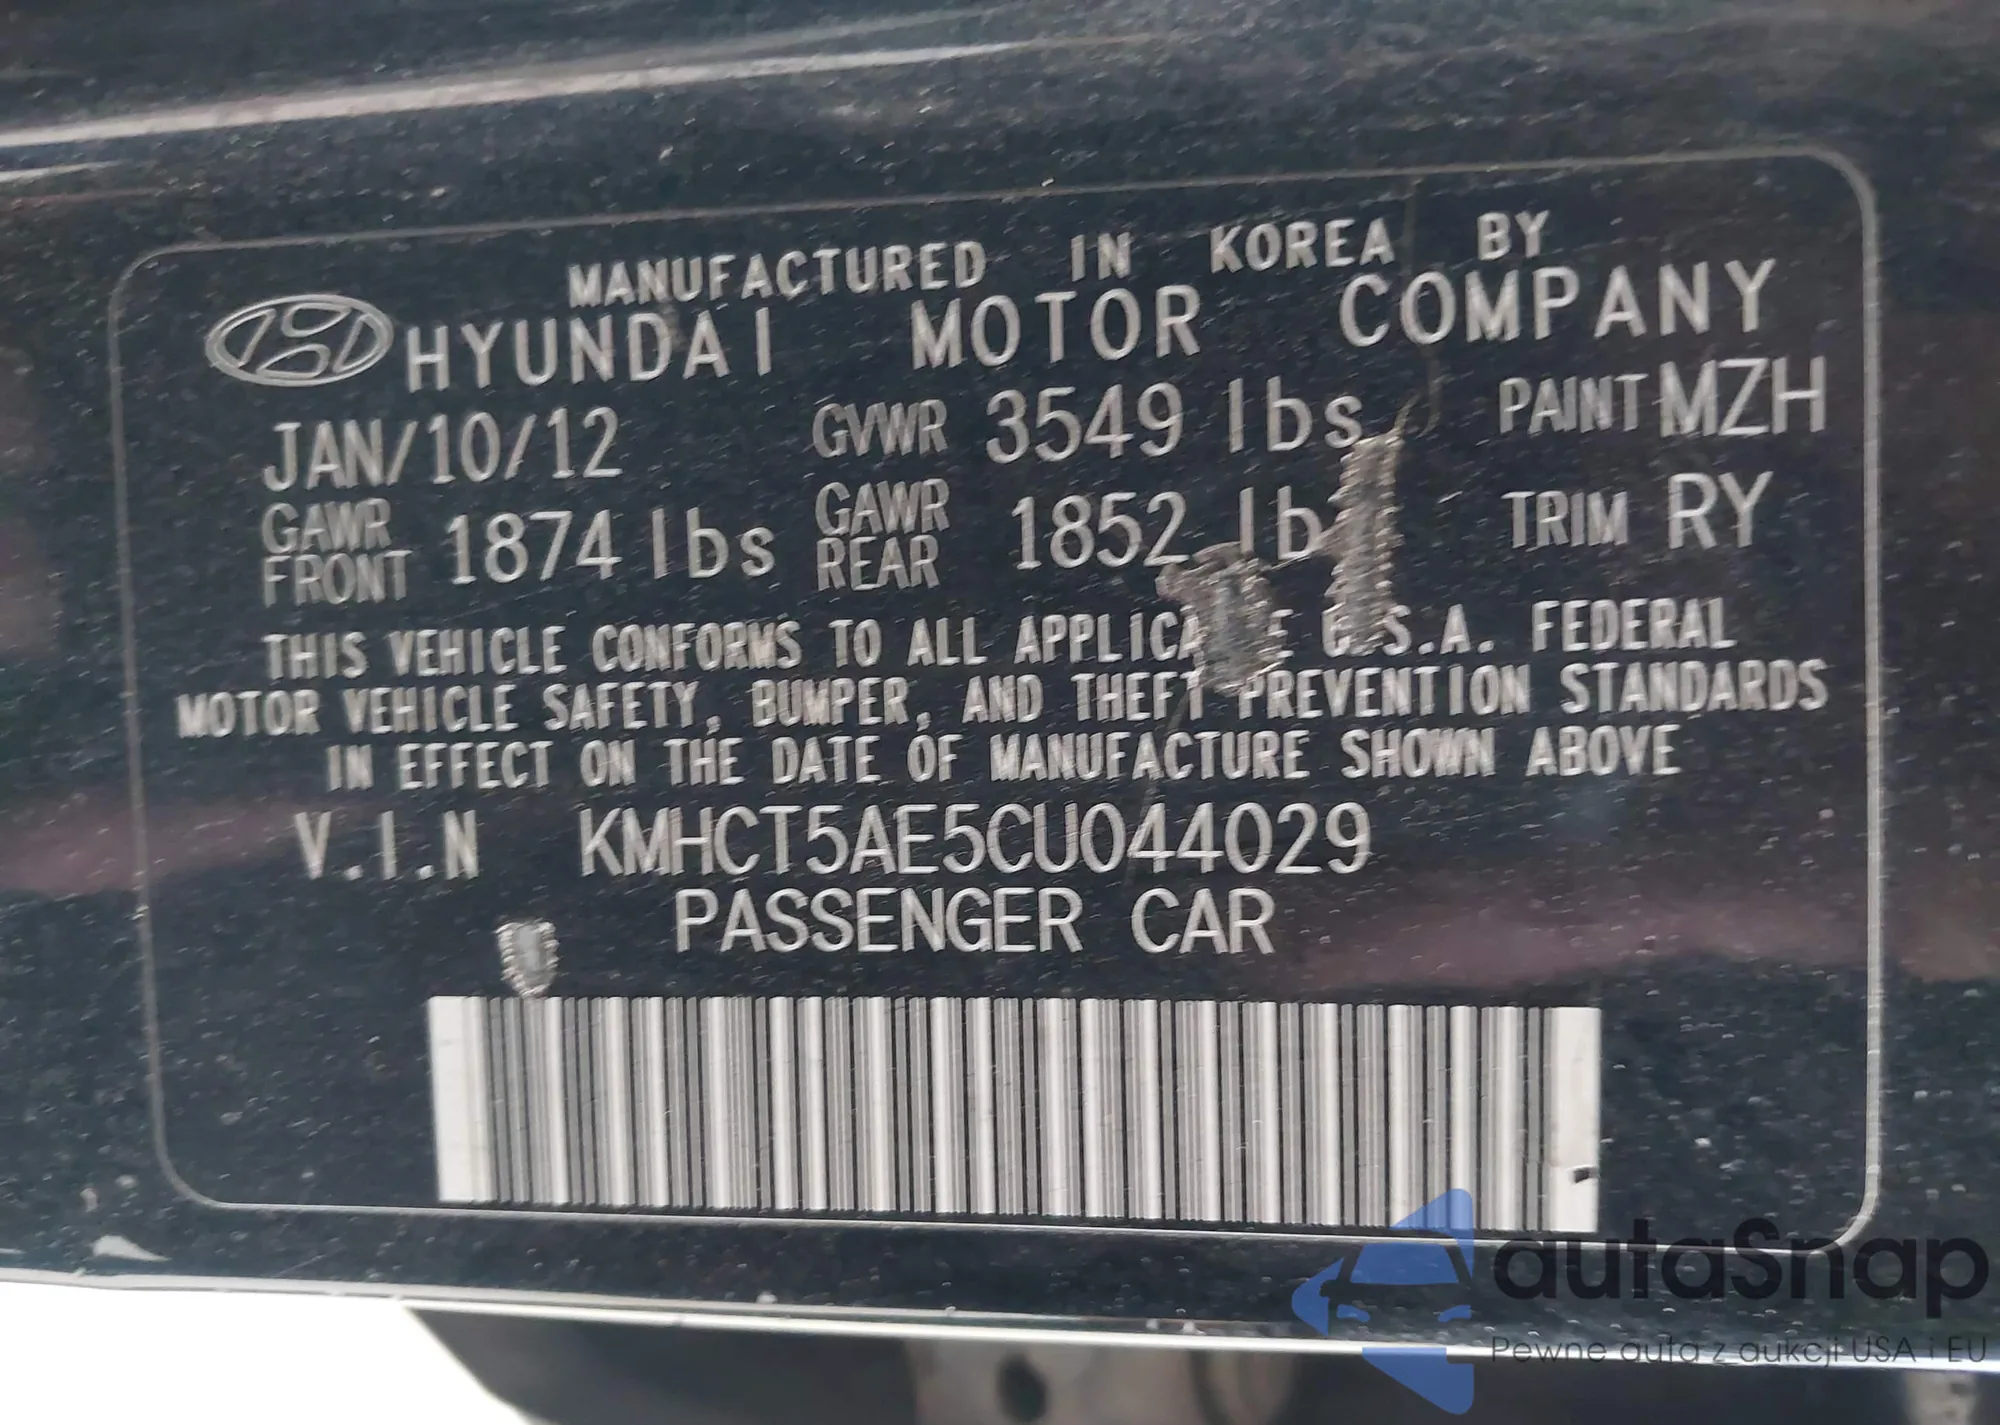 MANUFACTURED IN KOREA BY
HYUNDAI MOTOR COMPANY
JAN/10/12 GVWR 3549 lbs PAINT MZH
GAWR FRONT 1874 lbs GAWR REAR 1852 lb TRIM RY
THIS VEHICLE CONFORMS TO ALL U.S.A. FEDERAL
MOTOR VEHICLE SAFETY, BUMPER, AND THEFT PREVENTION STANDARDS
IN EFFECT ON THE DATE OF MANUFACTURE SHOWN ABOVE
V.I.N KMHCT5AE5CU044029
PASSENGER CAR
autaSnap
Pewne auta z aukcji USA i EU